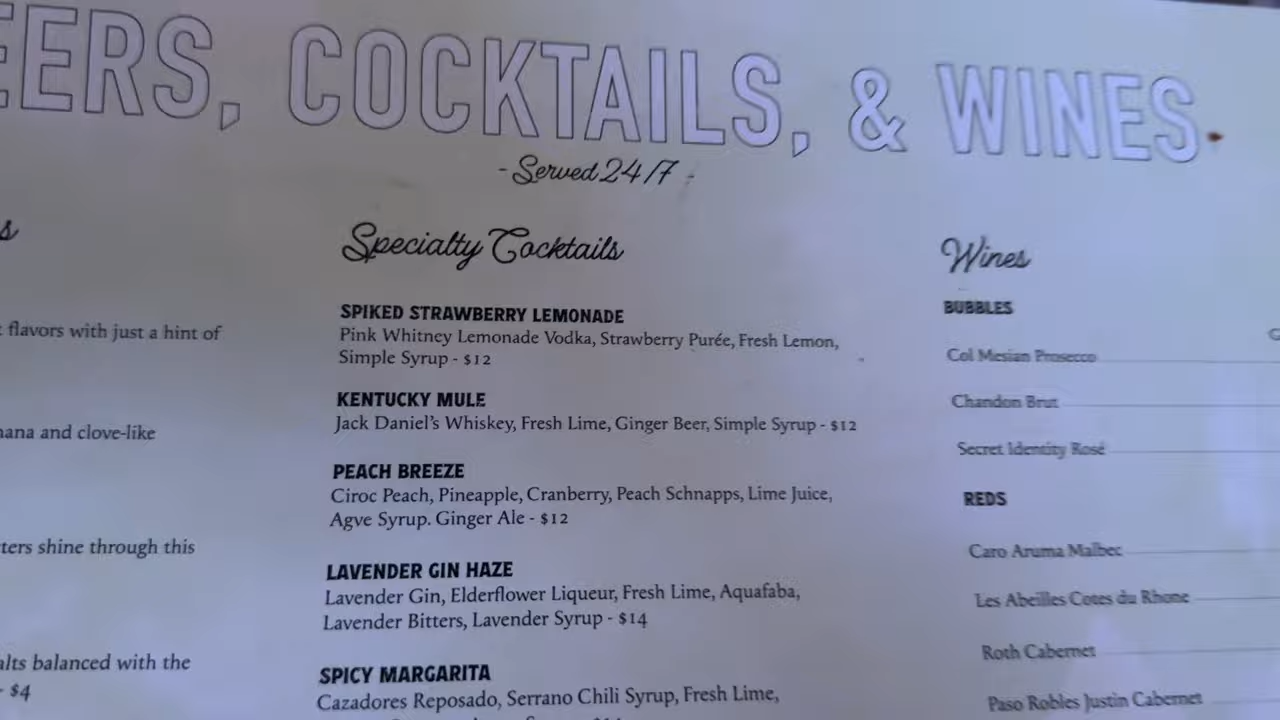 EERS, COCKTAILS, & WINES
- Served 24/7 -
s
flavors with just a hint of
ana and clove-like
ters shine through this
alts balanced with the
- $4
Specialty Cocktails
SPIKED STRAWBERRY LEMONADE
Pink Whitney Lemonade Vodka, Strawberry Purée, Fresh Lemon,
Simple Syrup - $12
KENTUCKY MULE
Jack Daniel's Whiskey, Fresh Lime, Ginger Beer, Simple Syrup - $12
PEACH BREEZE
Ciroc Peach, Pineapple, Cranberry, Peach Schnapps, Lime Juice,
Agve Syrup. Ginger Ale - $12
LAVENDER GIN HAZE
Lavender Gin, Elderflower Liqueur, Fresh Lime, Aquafaba,
Lavender Bitters, Lavender Syrup - $14
SPICY MARGARITA
Cazadores Reposado, Serrano Chili Syrup, Fresh Lime,
Wines
BUBBLES
Col Mesian Prosecco
Chandon Brut
Secret Identity Rosé
REDS
Caro Aruma Malbec
Les Abeilles Cotes du Rhone
Roth Cabernet
Paso Robles Justin Cabernet